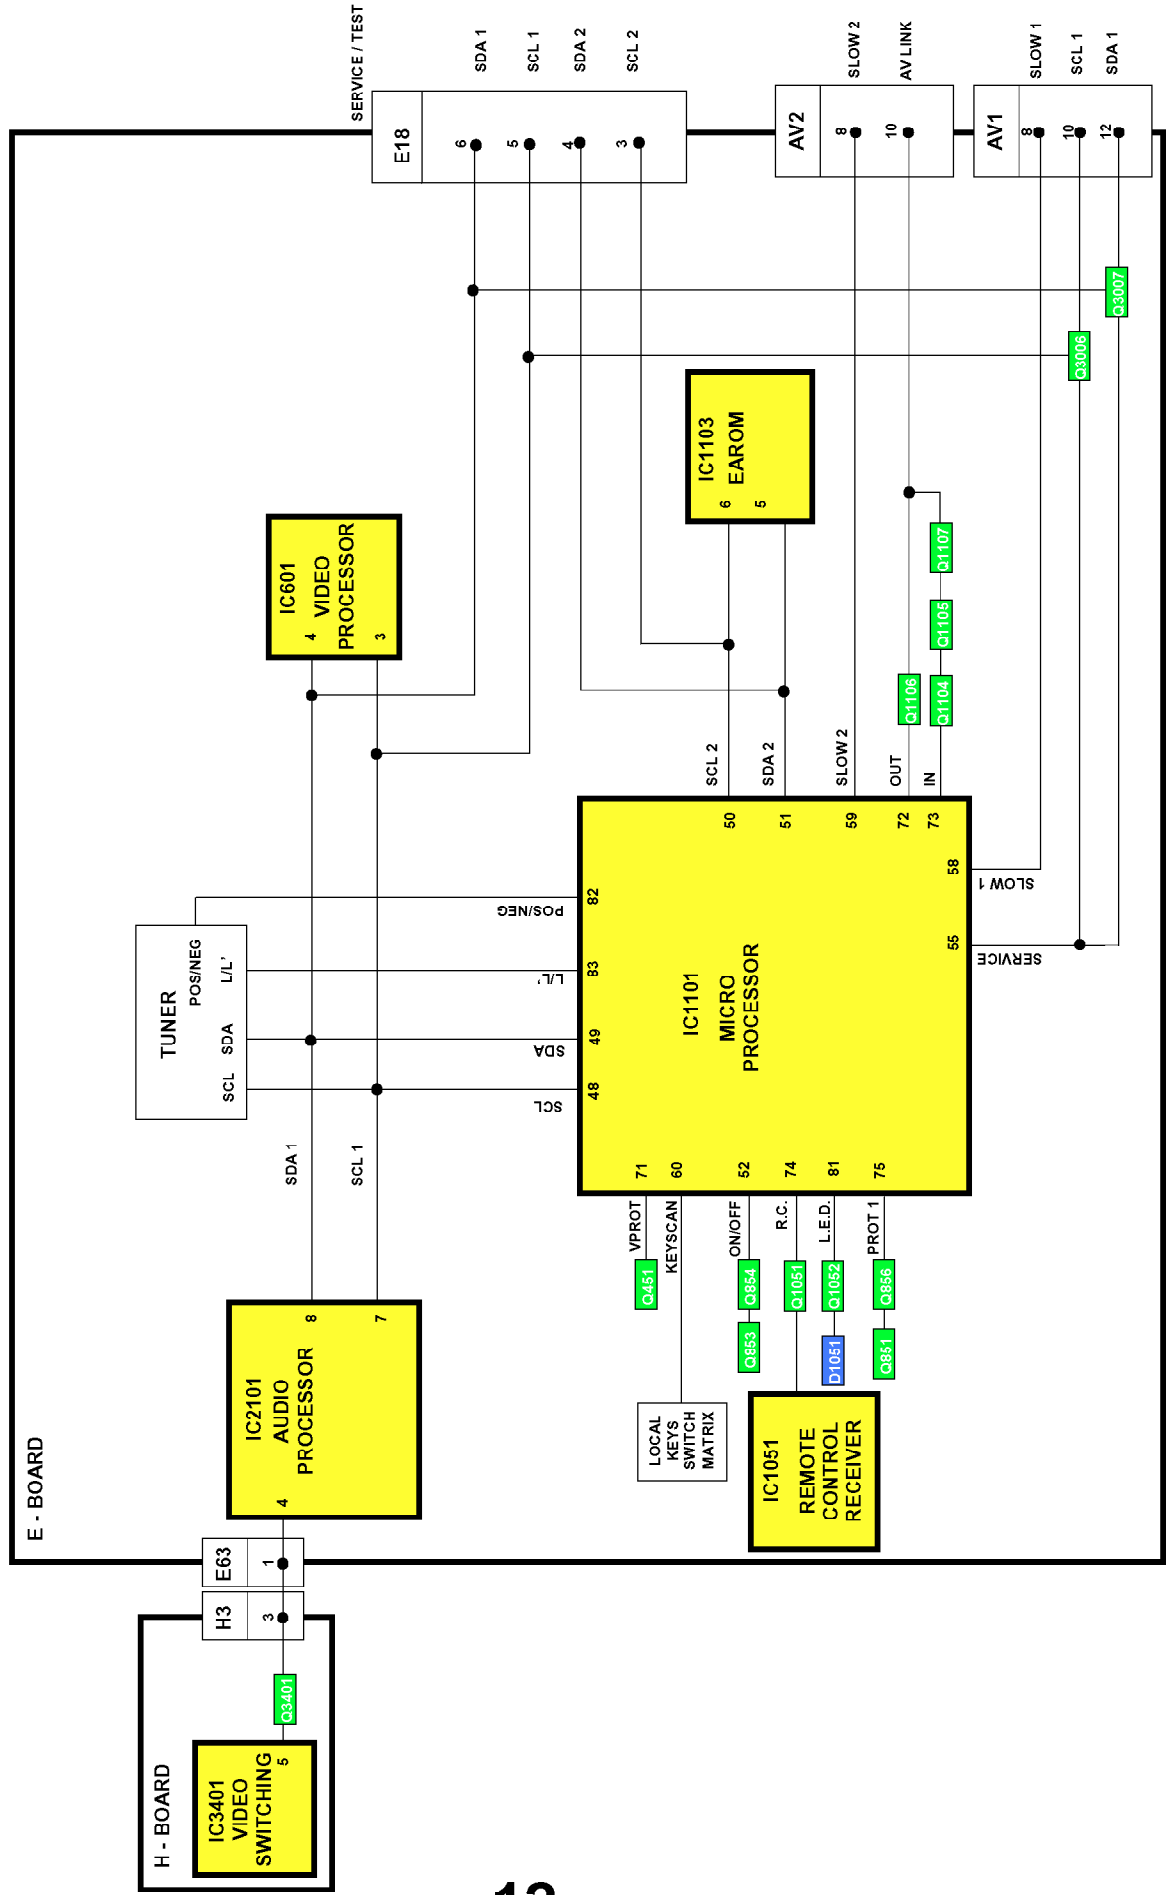 E - BOARD
H - BOARD
IC3401
VIDEO
SWITCHING
5
Q3401
H3
3
E63
1
IC2101
AUDIO
PROCESSOR
4
8
7
SDA 1
SCL 1
TUNER
SCL
SDA
L/L'
POS/NEG
IC601
VIDEO
PROCESSOR
4
3
SERVICE / TEST
E18
6
5
4
3
SDA 1
SCL 1
SDA 2
SCL 2
AV2
8
10
SLOW 2
AV LINK
AV1
8
10
12
SLOW 1
SCL 1
SDA 1
Q3007
Q3006
IC1103
EAROM
6
5
Q1107
Q1105
Q1104
Q1106
SCL 2
SDA 2
SLOW 2
OUT
IN
IC1101
MICRO
PROCESSOR
SCL
SDA
L/L'
POS/NEG
48
49
83
82
50
51
59
72
73
58
55
SLOW 1
SERVICE
71
60
52
74
81
75
VPROT
KEYSCAN
ON/OFF
R.C.
L.E.D.
PROT 1
Q451
Q854
Q853
Q1051
Q1052
D1051
Q856
Q851
LOCAL
KEYS
SWITCH
MATRIX
IC1051
REMOTE
CONTROL
RECEIVER